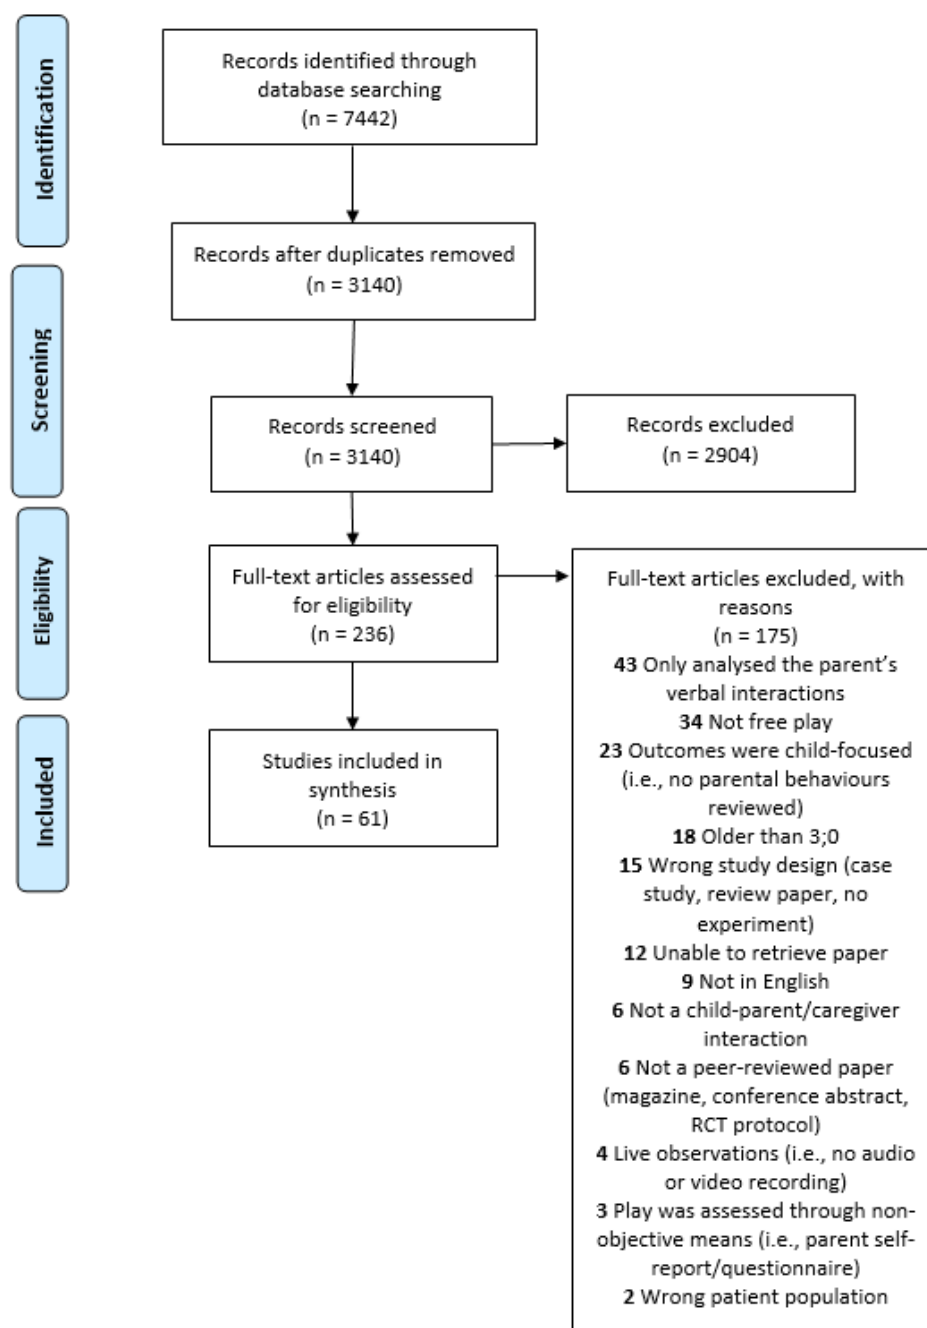 Identification
Records identified through
database searching
(n = 7442)
Records after duplicates removed
(n = 3140)
Screening
Records screened
(n = 3140)
Records excluded
(n = 2904)
Eligibility
Full-text articles assessed
for eligibility
(n = 236)
Full-text articles excluded, with
reasons
(n = 175)
43 Only analysed the parent's
verbal interactions
34 Not free play
23 Outcomes were child-focused
(i.e., no parental behaviours
reviewed)
18 Older than 3;0
15 Wrong study design (case
study, review paper, no
experiment)
12 Unable to retrieve paper
9 Not in English
6 Not a child-parent/caregiver
interaction
6 Not a peer-reviewed paper
(magazine, conference abstract,
RCT protocol)
4 Live observations (i.e., no audio
or video recording)
3 Play was assessed through non-
objective means (i.e., parent self-
report/questionnaire)
2 Wrong patient population
Included
Studies included in
synthesis
(n = 61)